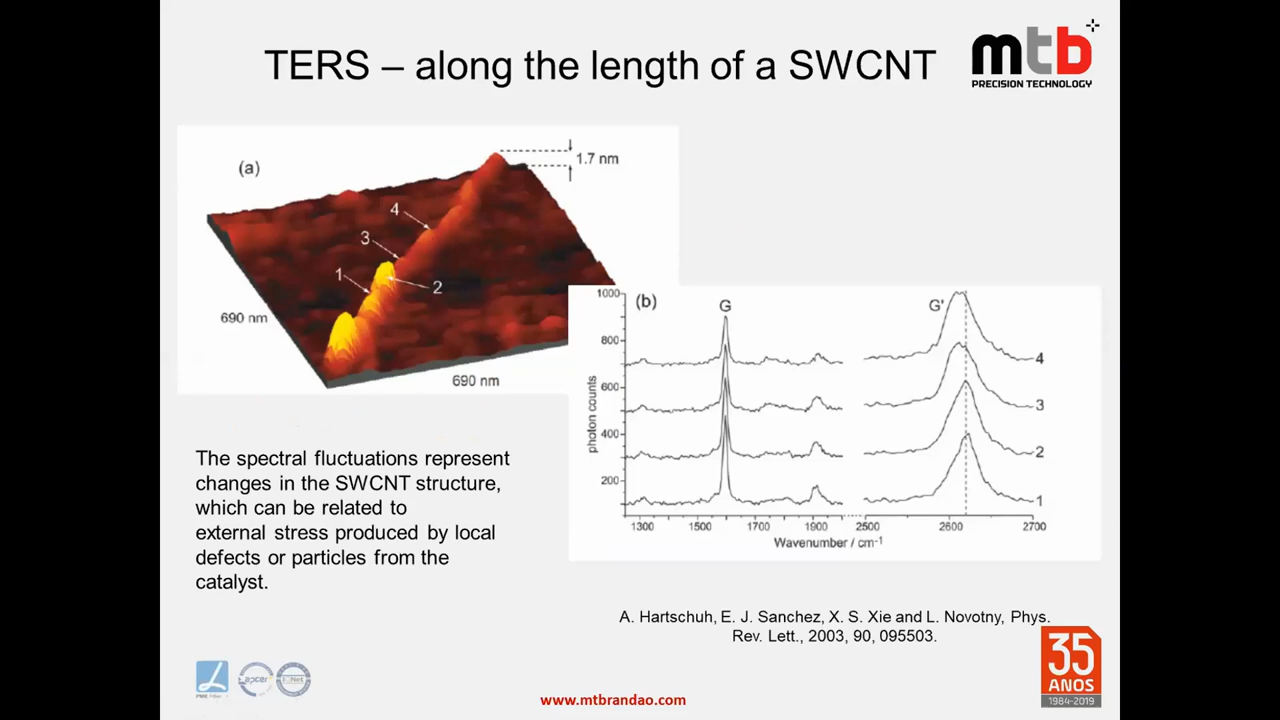 TERS – along the length of a SWCNT
mtb
PRECISION TECHNOLOGY
(a)
1.7 nm
4
3
1
2
690 nm
690 nm
(b)
G
G'
1000
800
600
400
200
photon counts
4
3
2
1
1300
1500
1700
1900
2500
2600
2700
Wavenumber / cm-1
The spectral fluctuations represent
changes in the SWCNT structure,
which can be related to
external stress produced by local
defects or particles from the
catalyst.
A. Hartschuh, E. J. Sanchez, X. S. Xie and L. Novotny, Phys.
Rev. Lett., 2003, 90, 095503.
apcer
www.mtbrandao.com
35
ANOS
1984-2019